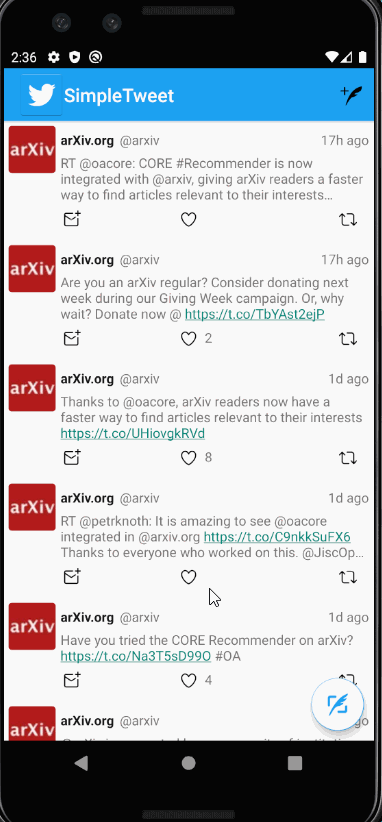 2:36
SimpleTweet
arXiv
arXiv.org @arxiv 17h ago
RT @oacore: CORE #Recommender is now
integrated with @arxiv, giving arXiv readers a faster
way to find articles relevant to their interests…
arXiv
arXiv.org @arxiv 17h ago
Are you an arXiv regular? Consider donating next
week during our Giving Week campaign. Or, why
wait? Donate now @ https://t.co/TbYAst2ejP
2
arXiv
arXiv.org @arxiv 1d ago
Thanks to @oacore, arXiv readers now have a
faster way to find articles relevant to their interests
https://t.co/UHiovgkRVd
8
arXiv
arXiv.org @arxiv 1d ago
RT @petrknoth: It is amazing to see @oacore
integrated in @arxiv.org https://t.co/C9nkkSuFX6
Thanks to everyone who worked on this. @JiscOp…
arXiv
arXiv.org @arxiv 1d ago
Have you tried the CORE Recommender on arXiv?
https://t.co/Na3T5sD99O #OA
4
arXiv
arXiv.org @arxiv ago